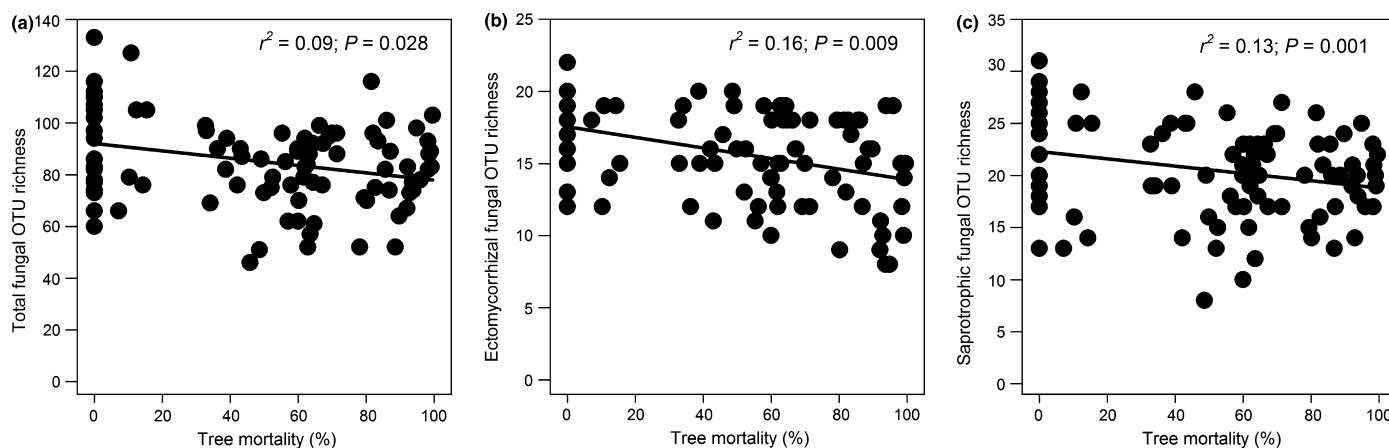 (a)
r² = 0.09; P = 0.028
Total fungal OTU richness
140
120
100
80
60
40
20
0
0 20 40 60 80 100
Tree mortality (%)
(b)
r² = 0.16; P = 0.009
Ectomycorrhizal fungal OTU richness
25
20
15
10
5
0
0 20 40 60 80 100
Tree mortality (%)
(c)
r² = 0.13; P = 0.001
Saprotrophic fungal OTU richness
35
30
25
20
15
10
5
0
0 20 40 60 80 100
Tree mortality (%)